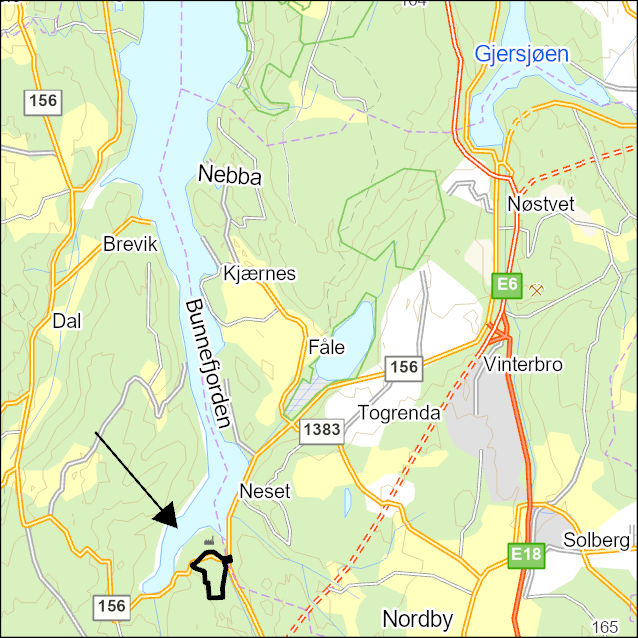 104
Gjersjøen
156
Nebba
Nøstvet
Brevik
Kjærnes
E6
Bunnefjorden
Dal
Fåle
156
Vinterbro
Togrenda
1383
Neset
Solberg
E18
156
Nordby
165